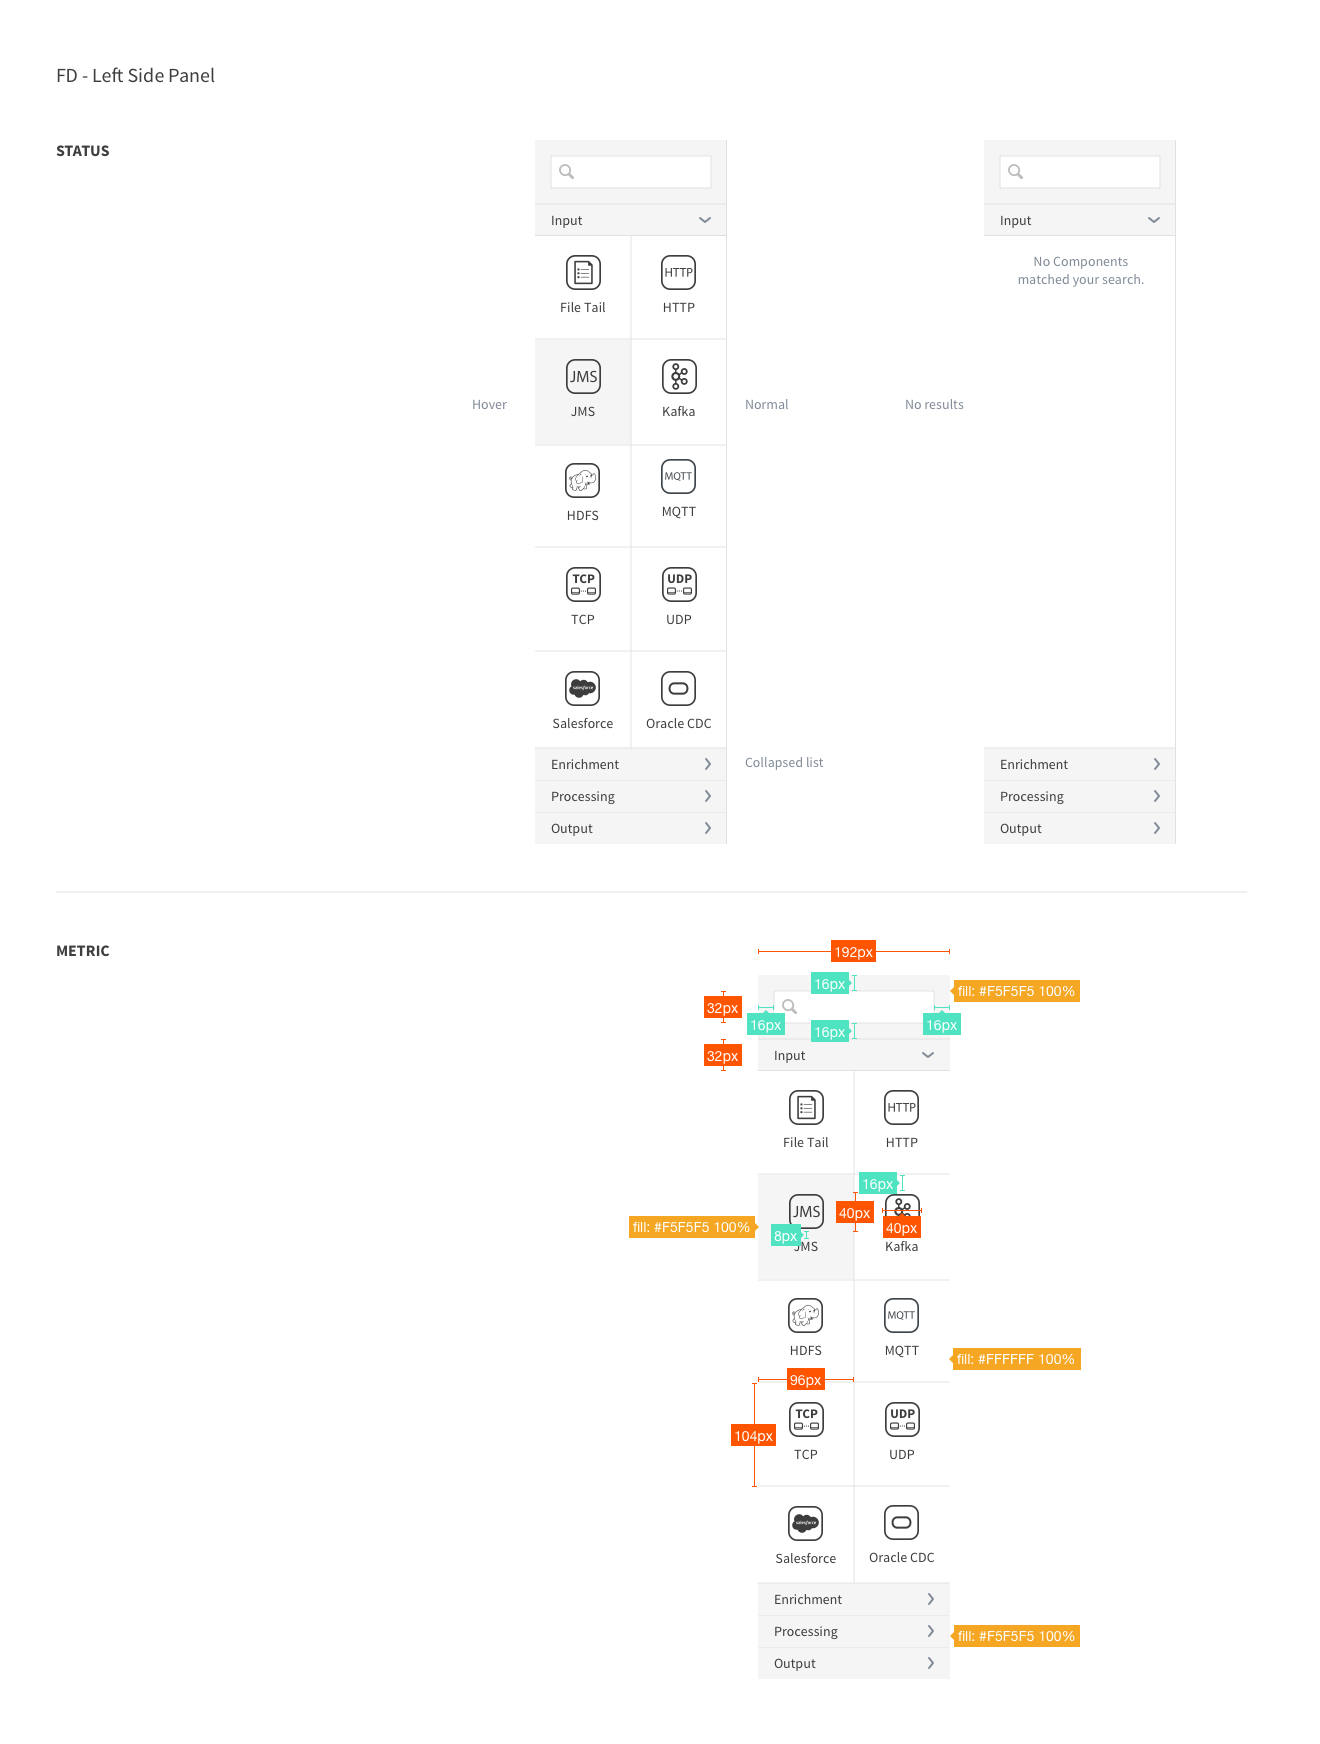 FD - Left Side Panel
STATUS
Input
File Tail
HTTP
HTTP
JMS
JMS
Kafka
Hover
Normal
HDFS
MQTT
MQTT
TCP
TCP
UDP
UDP
salesforce
Salesforce
Oracle CDC
Enrichment
Processing
Output
Collapsed list
Input
No Components
matched your search.
No results
Enrichment
Processing
Output
METRIC
192px
16px
fill: #F5F5F5 100%
32px
16px
16px
16px
32px
Input
File Tail
HTTP
HTTP
16px
JMS
40px
40px
fill: #F5F5F5 100%
8px
JMS
Kafka
HDFS
MQTT
MQTT
fill: #FFFFFF 100%
96px
104px
TCP
TCP
UDP
UDP
salesforce
Salesforce
Oracle CDC
Enrichment
Processing
fill: #F5F5F5 100%
Output